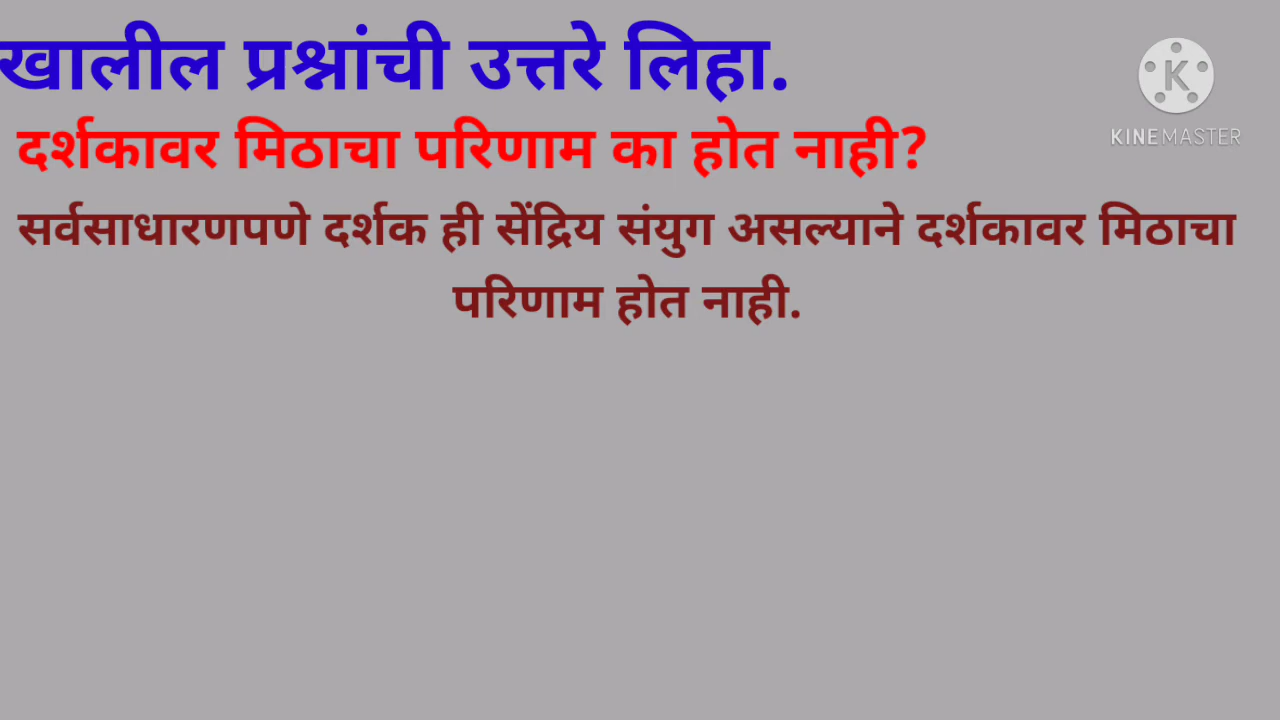 खालील प्रश्नांची उत्तरे लिहा.
दर्शकावर मिठाचा परिणाम का होत नाही?
सर्वसाधारणपणे दर्शक ही सेंद्रिय संयुग असल्याने दर्शकावर मिठाचा
परिणाम होत नाही.
K
KINEMASTER